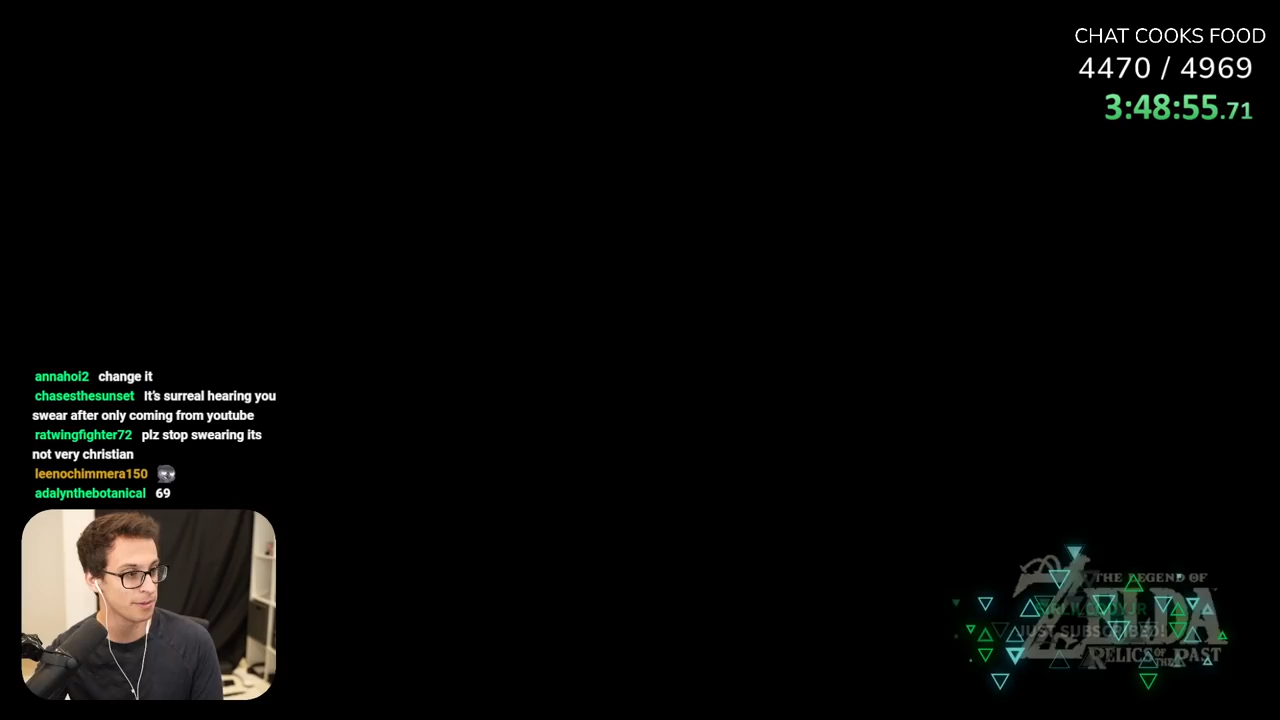 CHAT COOKS FOOD
4470 / 4969
3:48:55.71
annahoi2 change it
chasesthesunset It's surreal hearing you
swear after only coming from youtube
ratwingfighter72 plz stop swearing its
not very christian
leenochimmera150
adalynthebotanical 69
THE LEGEND OF
ZELDA
JUST SUBSCRIBED!
RELICS OF THE PAST